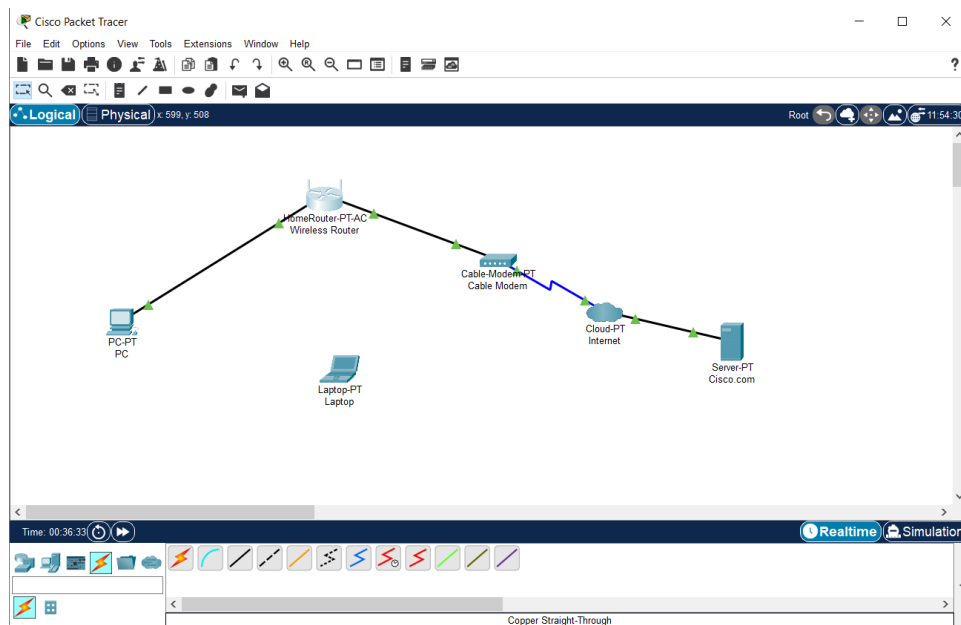 Cisco Packet Tracer
File Edit Options View Tools Extensions Window Help
?
Logical Physical x: 599, y: 508 Root 11:54:30
HomeRouter-PT-AC
Wireless Router
Cable-Modem-PT
Cable Modem
Cloud-PT
Internet
PC-PT
PC
Server-PT
Cisco.com
Laptop-PT
Laptop
Time: 00:36:33 Realtime Simulation
Copper Straight-Through